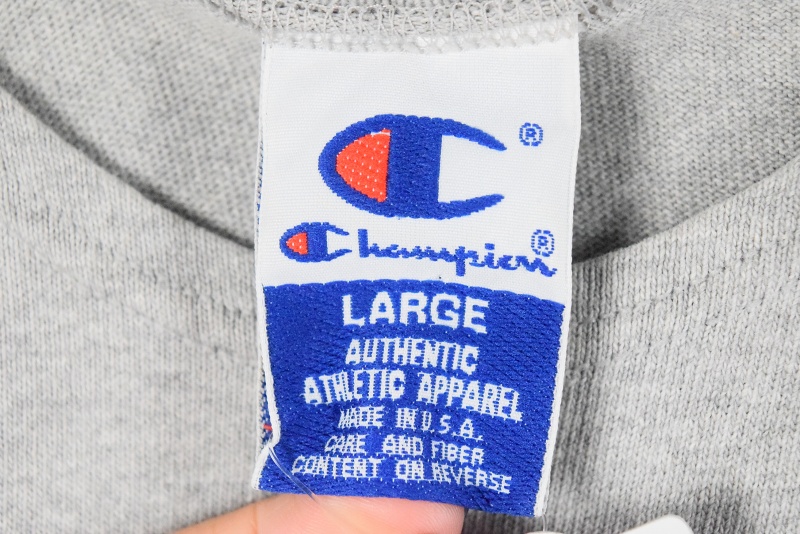 ®
Champion®
LARGE
AUTHENTIC
ATHLETIC APPAREL
MADE IN U.S.A.
CARE AND FIBER
CONTENT ON REVERSE